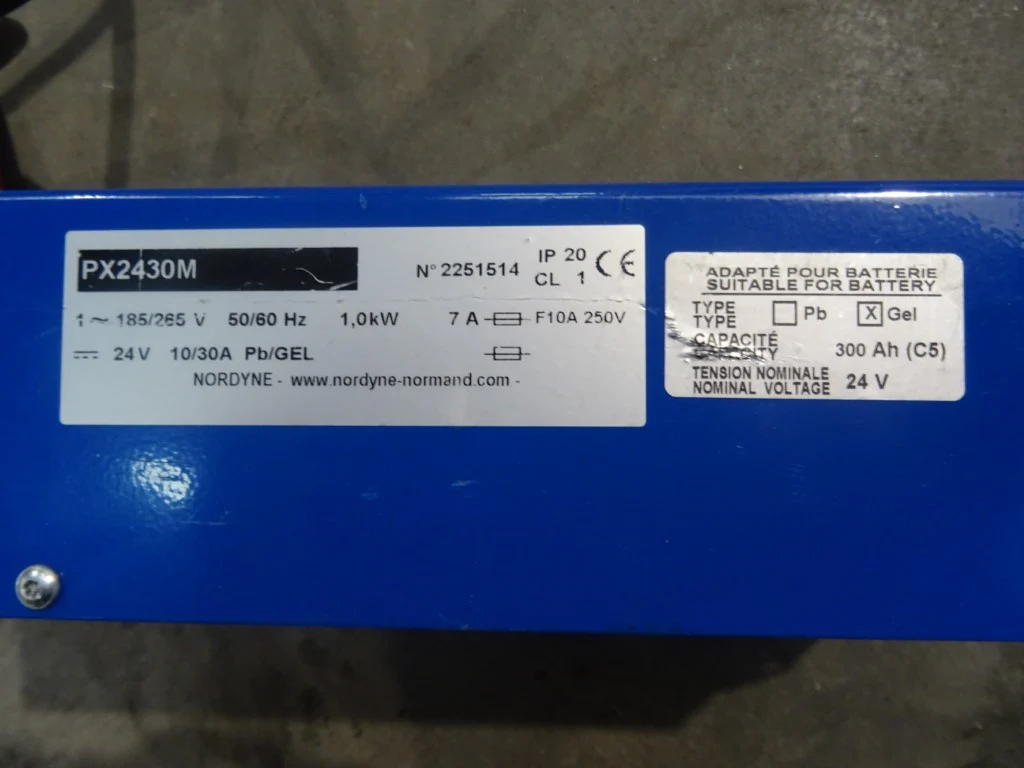 PX2430M
N° 2251514
IP 20
CL 1
CE
1 ~ 185/265 V 50/60 Hz 1,0kW 7 A F10A 250V
24V 10/30A Pb/GEL
NORDYNE - www.nordyne-normand.com -
ADAPTÉ POUR BATTERIE
SUITABLE FOR BATTERY
TYPE
TYPE
Pb
X Gel
CAPACITÉ
CAPACITY
300 Ah (C5)
TENSION NOMINALE
NOMINAL VOLTAGE
24 V